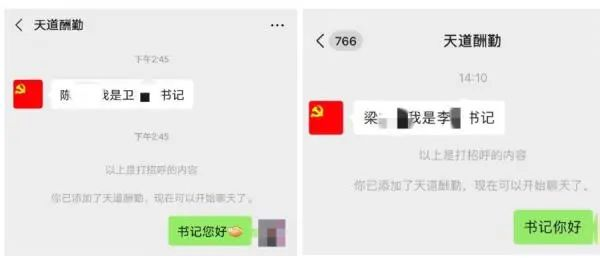 天道酬勤
下午2:45
陈 我是卫 书记
下午2:45
以上是打招呼的内容
你已添加了天道酬勤，现在可以开始聊天了。
书记您好
766
天道酬勤
14:10
梁 我是李 书记
以上是打招呼的内容
你已添加了天道酬勤，现在可以开始聊天了。
书记你好